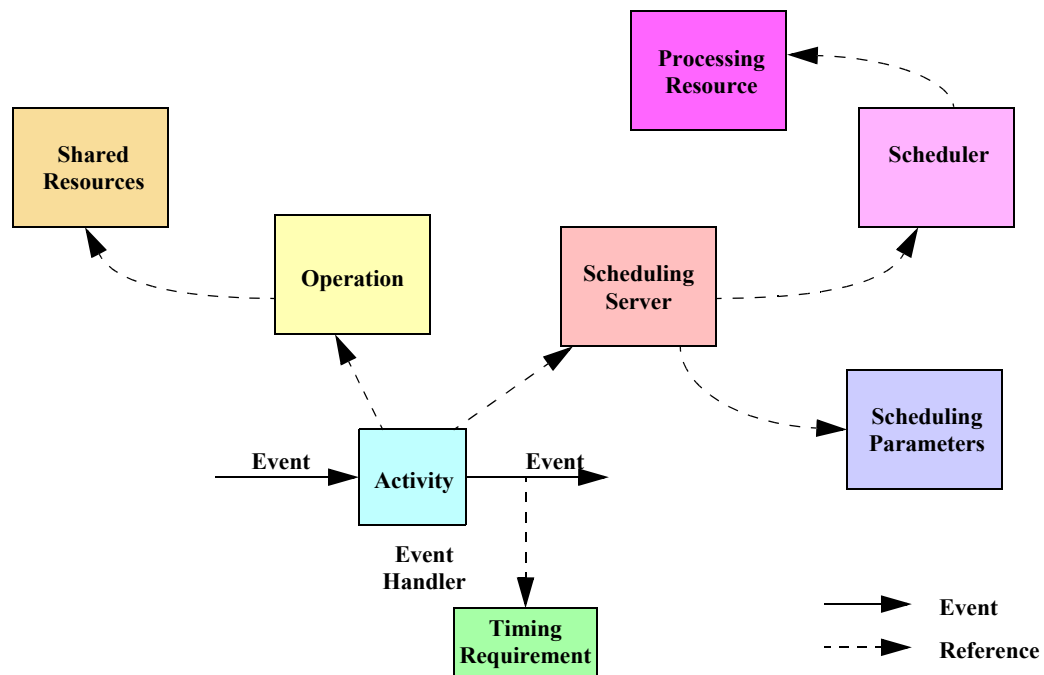 Processing
Resource
Shared
Resources
Scheduler
Operation
Scheduling
Server
Scheduling
Parameters
Event
Activity
Event
Event
Handler
Timing
Requirement
Event
Reference